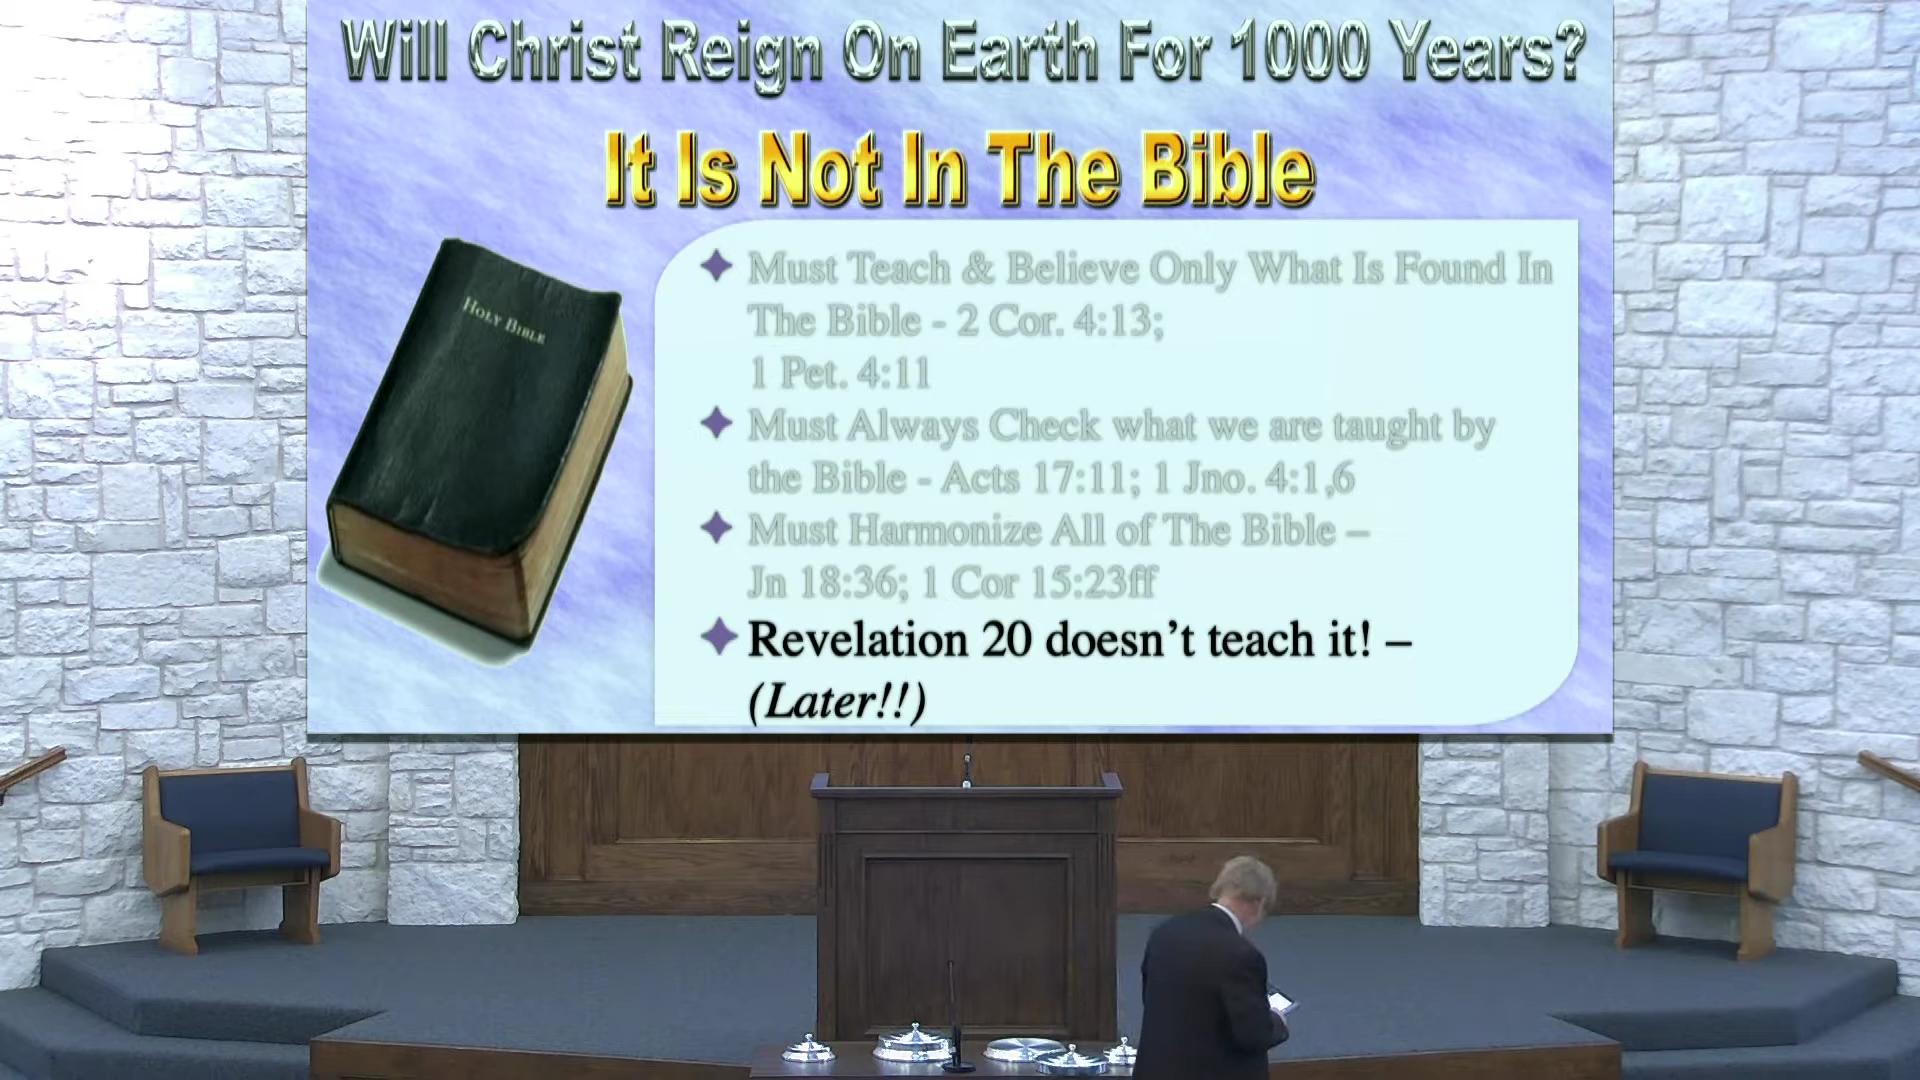 Will Christ Reign On Earth For 1000 Years?
It Is Not In The Bible
HOLY BIBLE
Must Teach & Believe Only What Is Found In
The Bible - 2 Cor. 4:13;
1 Pet. 4:11
Must Always Check what we are taught by
the Bible - Acts 17:11; 1 Jno. 4:1,6
Must Harmonize All of The Bible –
Jn 18:36; 1 Cor 15:23ff
Revelation 20 doesn’t teach it! –
(Later!!)